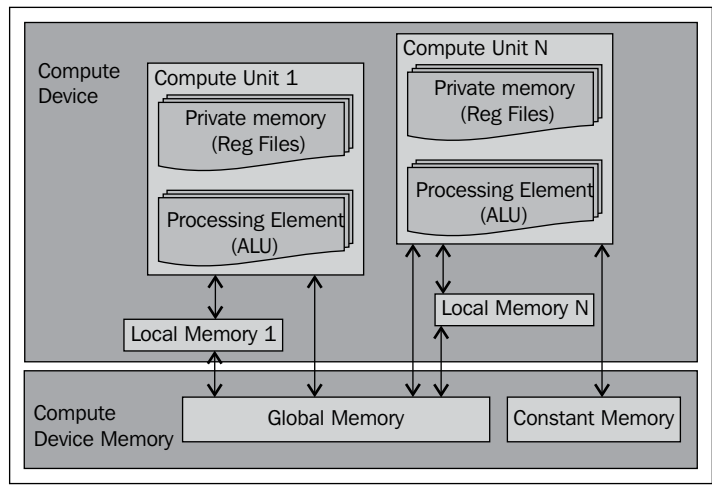 Compute
Device
Compute Unit 1
Private memory
(Reg Files)
Processing Element
(ALU)
Local Memory 1
Compute Unit N
Private memory
(Reg Files)
Processing Element
(ALU)
Local Memory N
Compute
Device Memory
Global Memory
Constant Memory